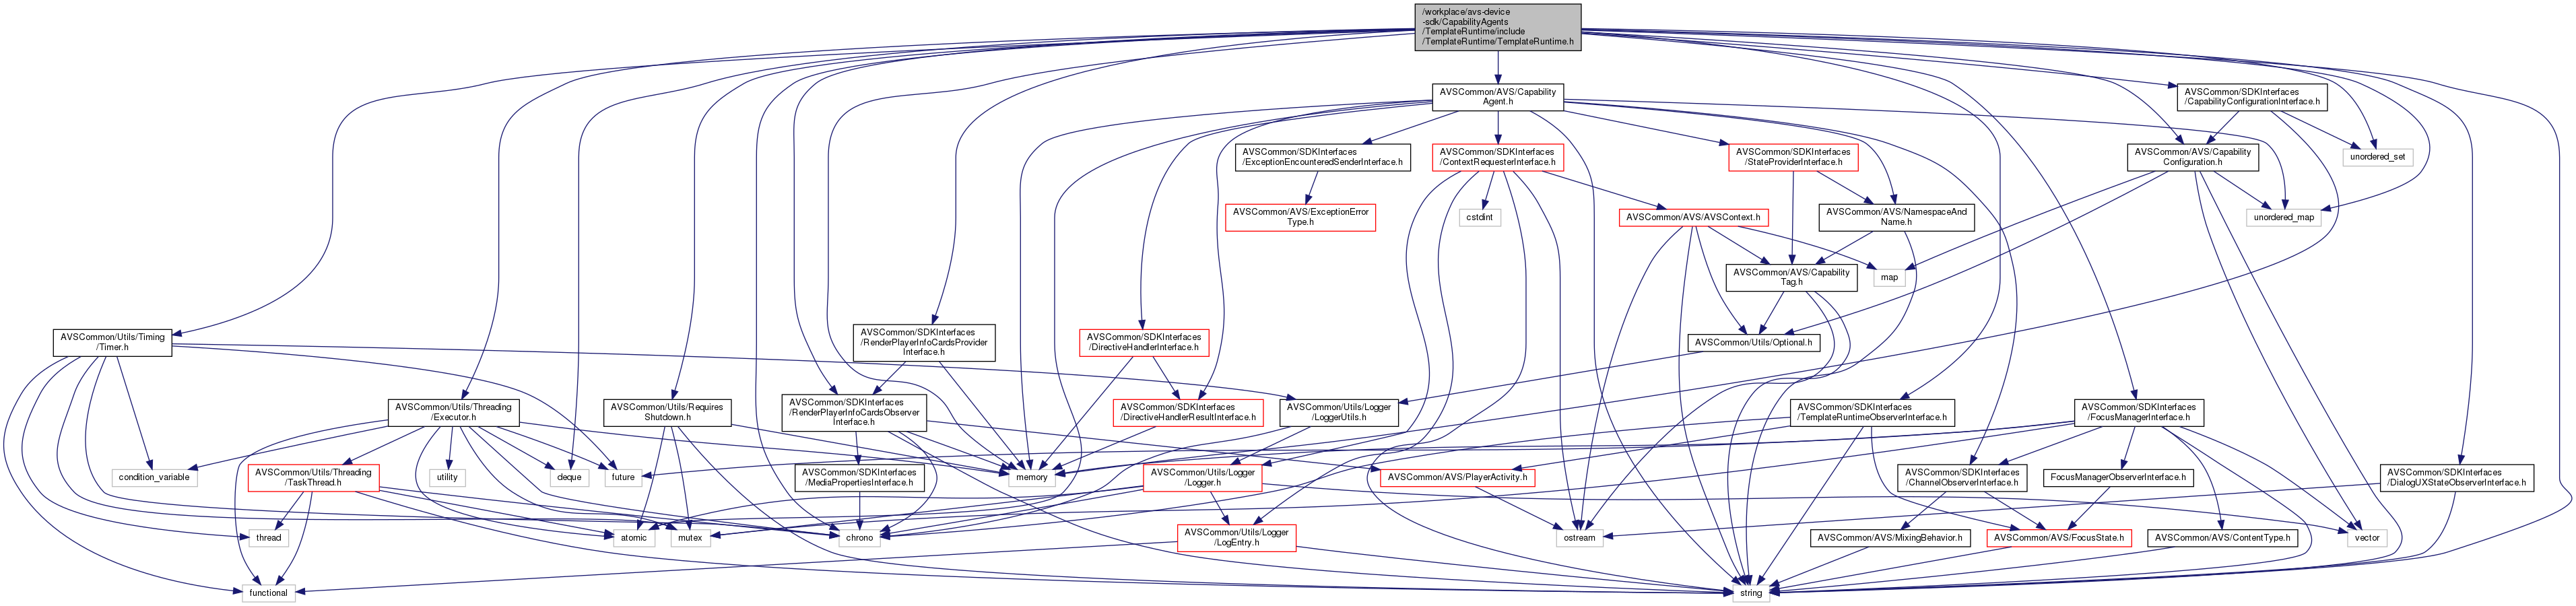 /workplace/avs-device
-sdk/CapabilityAgents
/TemplateRuntime/include
/TemplateRuntime/TemplateRuntime.h
AVSCommon/AVS/Capability
Agent.h
AVSCommon/SDKInterfaces
/CapabilityConfigurationInterface.h
AVSCommon/SDKInterfaces
/ExceptionEncounteredSenderInterface.h
AVSCommon/SDKInterfaces
/ContextRequesterInterface.h
AVSCommon/SDKInterfaces
/StateProviderInterface.h
AVSCommon/AVS/Capability
Configuration.h
unordered_set
AVSCommon/AVS/ExceptionError
Type.h
cstdint
AVSCommon/AVS/AVSContext.h
AVSCommon/AVS/NamespaceAnd
Name.h
unordered_map
AVSCommon/AVS/Capability
Tag.h
map
AVSCommon/Utils/Timing
/Timer.h
AVSCommon/SDKInterfaces
/RenderPlayerInfoCardsProvider
Interface.h
AVSCommon/SDKInterfaces
/DirectiveHandlerInterface.h
AVSCommon/Utils/Optional.h
AVSCommon/Utils/Threading
/Executor.h
AVSCommon/Utils/Requires
Shutdown.h
AVSCommon/SDKInterfaces
/RenderPlayerInfoCardsObserver
Interface.h
AVSCommon/SDKInterfaces
/DirectiveHandlerResultInterface.h
AVSCommon/Utils/Logger
/LoggerUtils.h
AVSCommon/SDKInterfaces
/TemplateRuntimeObserverInterface.h
AVSCommon/SDKInterfaces
/FocusManagerInterface.h
condition_variable
AVSCommon/Utils/Threading
/TaskThread.h
utility
deque
future
AVSCommon/SDKInterfaces
/MediaPropertiesInterface.h
memory
AVSCommon/Utils/Logger
/Logger.h
AVSCommon/AVS/PlayerActivity.h
AVSCommon/SDKInterfaces
/ChannelObserverInterface.h
FocusManagerObserverInterface.h
AVSCommon/SDKInterfaces
/DialogUXStateObserverInterface.h
thread
atomic
mutex
chrono
AVSCommon/Utils/Logger
/LogEntry.h
ostream
AVSCommon/AVS/MixingBehavior.h
AVSCommon/AVS/FocusState.h
AVSCommon/AVS/ContentType.h
vector
functional
string